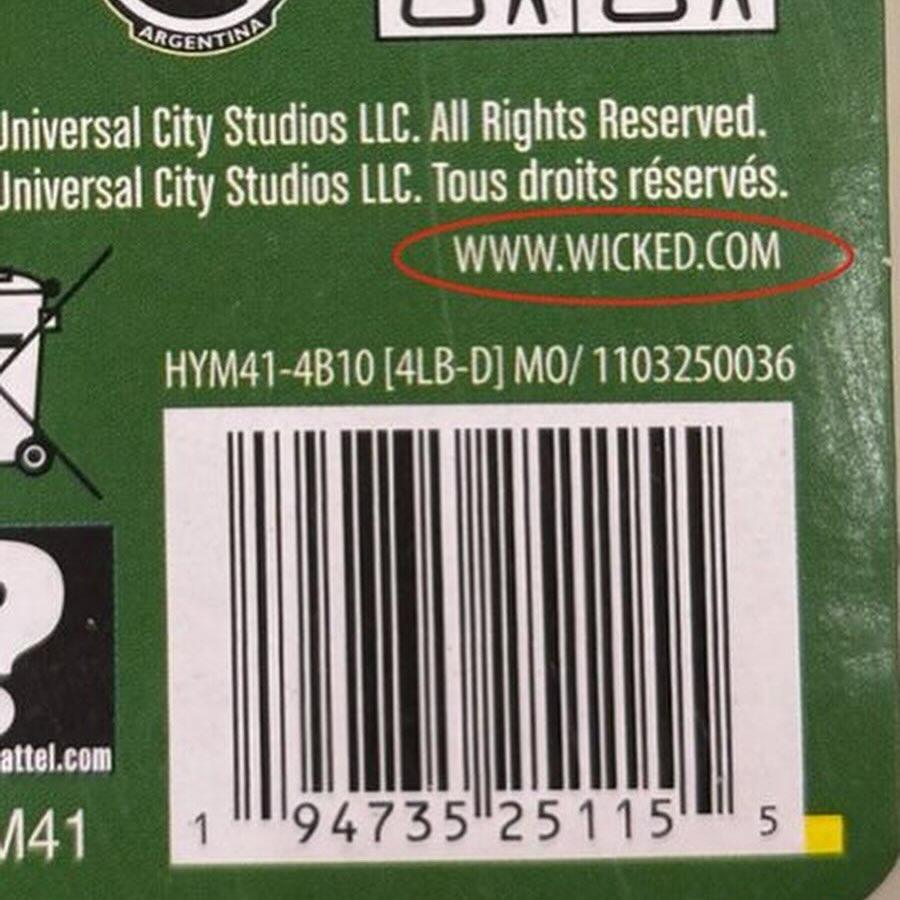 ARGENTINA
Universal City Studios LLC. All Rights Reserved.
Universal City Studios LLC. Tous droits réservés.
WWW.WICKED.COM
HYM41-4B10 [4LB-D] MO/ 1103250036
attel.com
M41
1 94735 25115 5